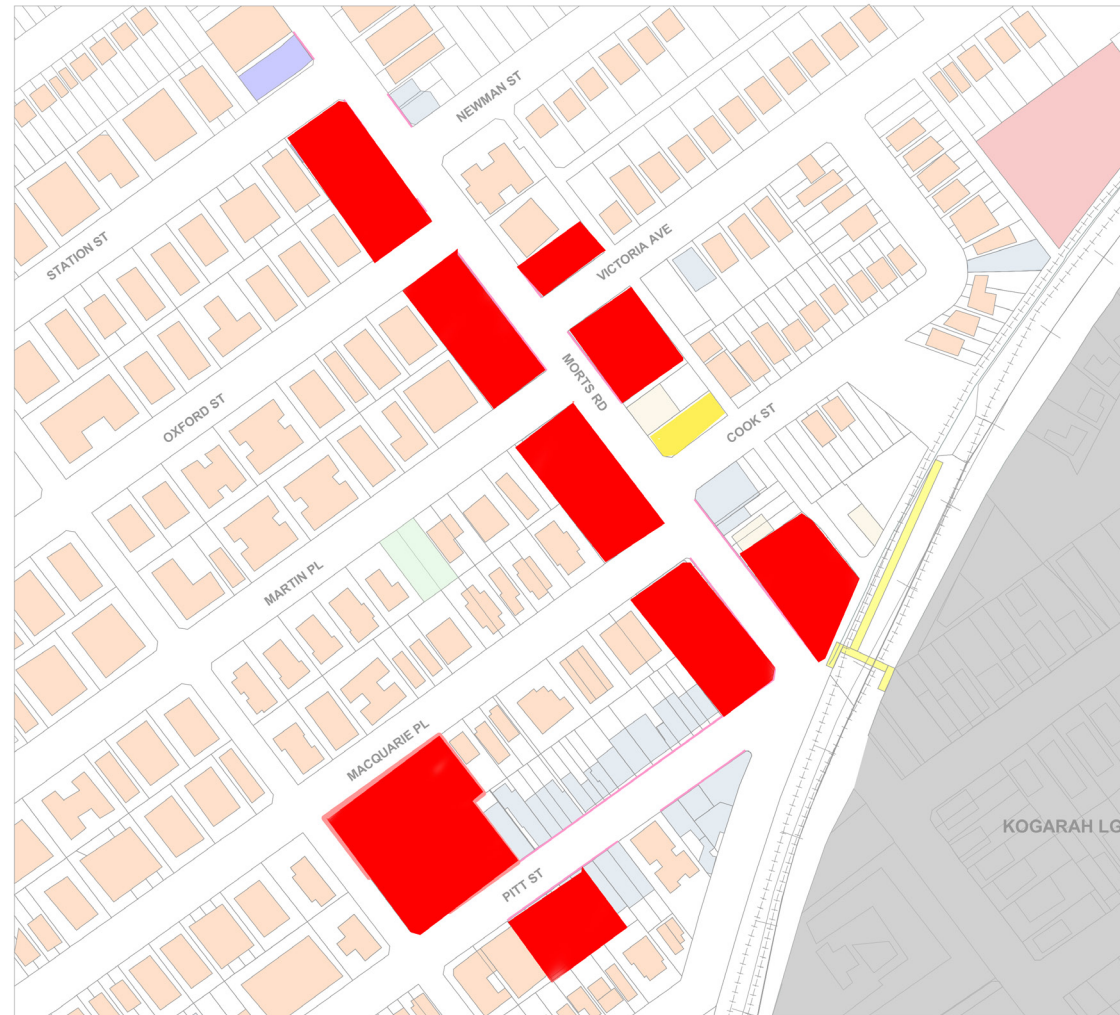 NEWMAN ST
STATION ST
VICTORIA AVE
MORTS RD
OXFORD ST
COOK ST
MARTIN PL
MACQUARIE PL
KOGARAH LG
PITT ST